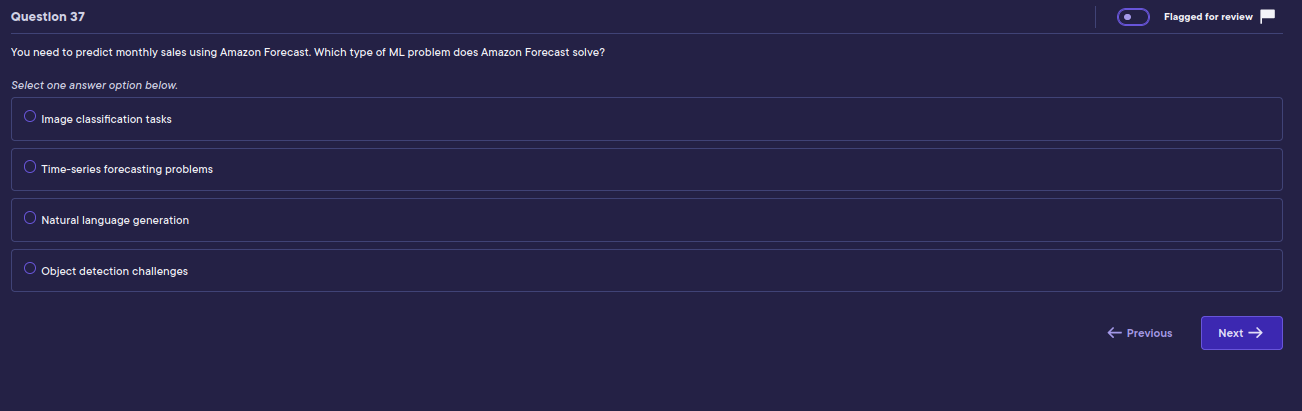 Question 37
Flagged for review
You need to predict monthly sales using Amazon Forecast. Which type of ML problem does Amazon Forecast solve?
Select one answer option below.
Image classification tasks
Time-series forecasting problems
Natural language generation
Object detection challenges
Previous
Next